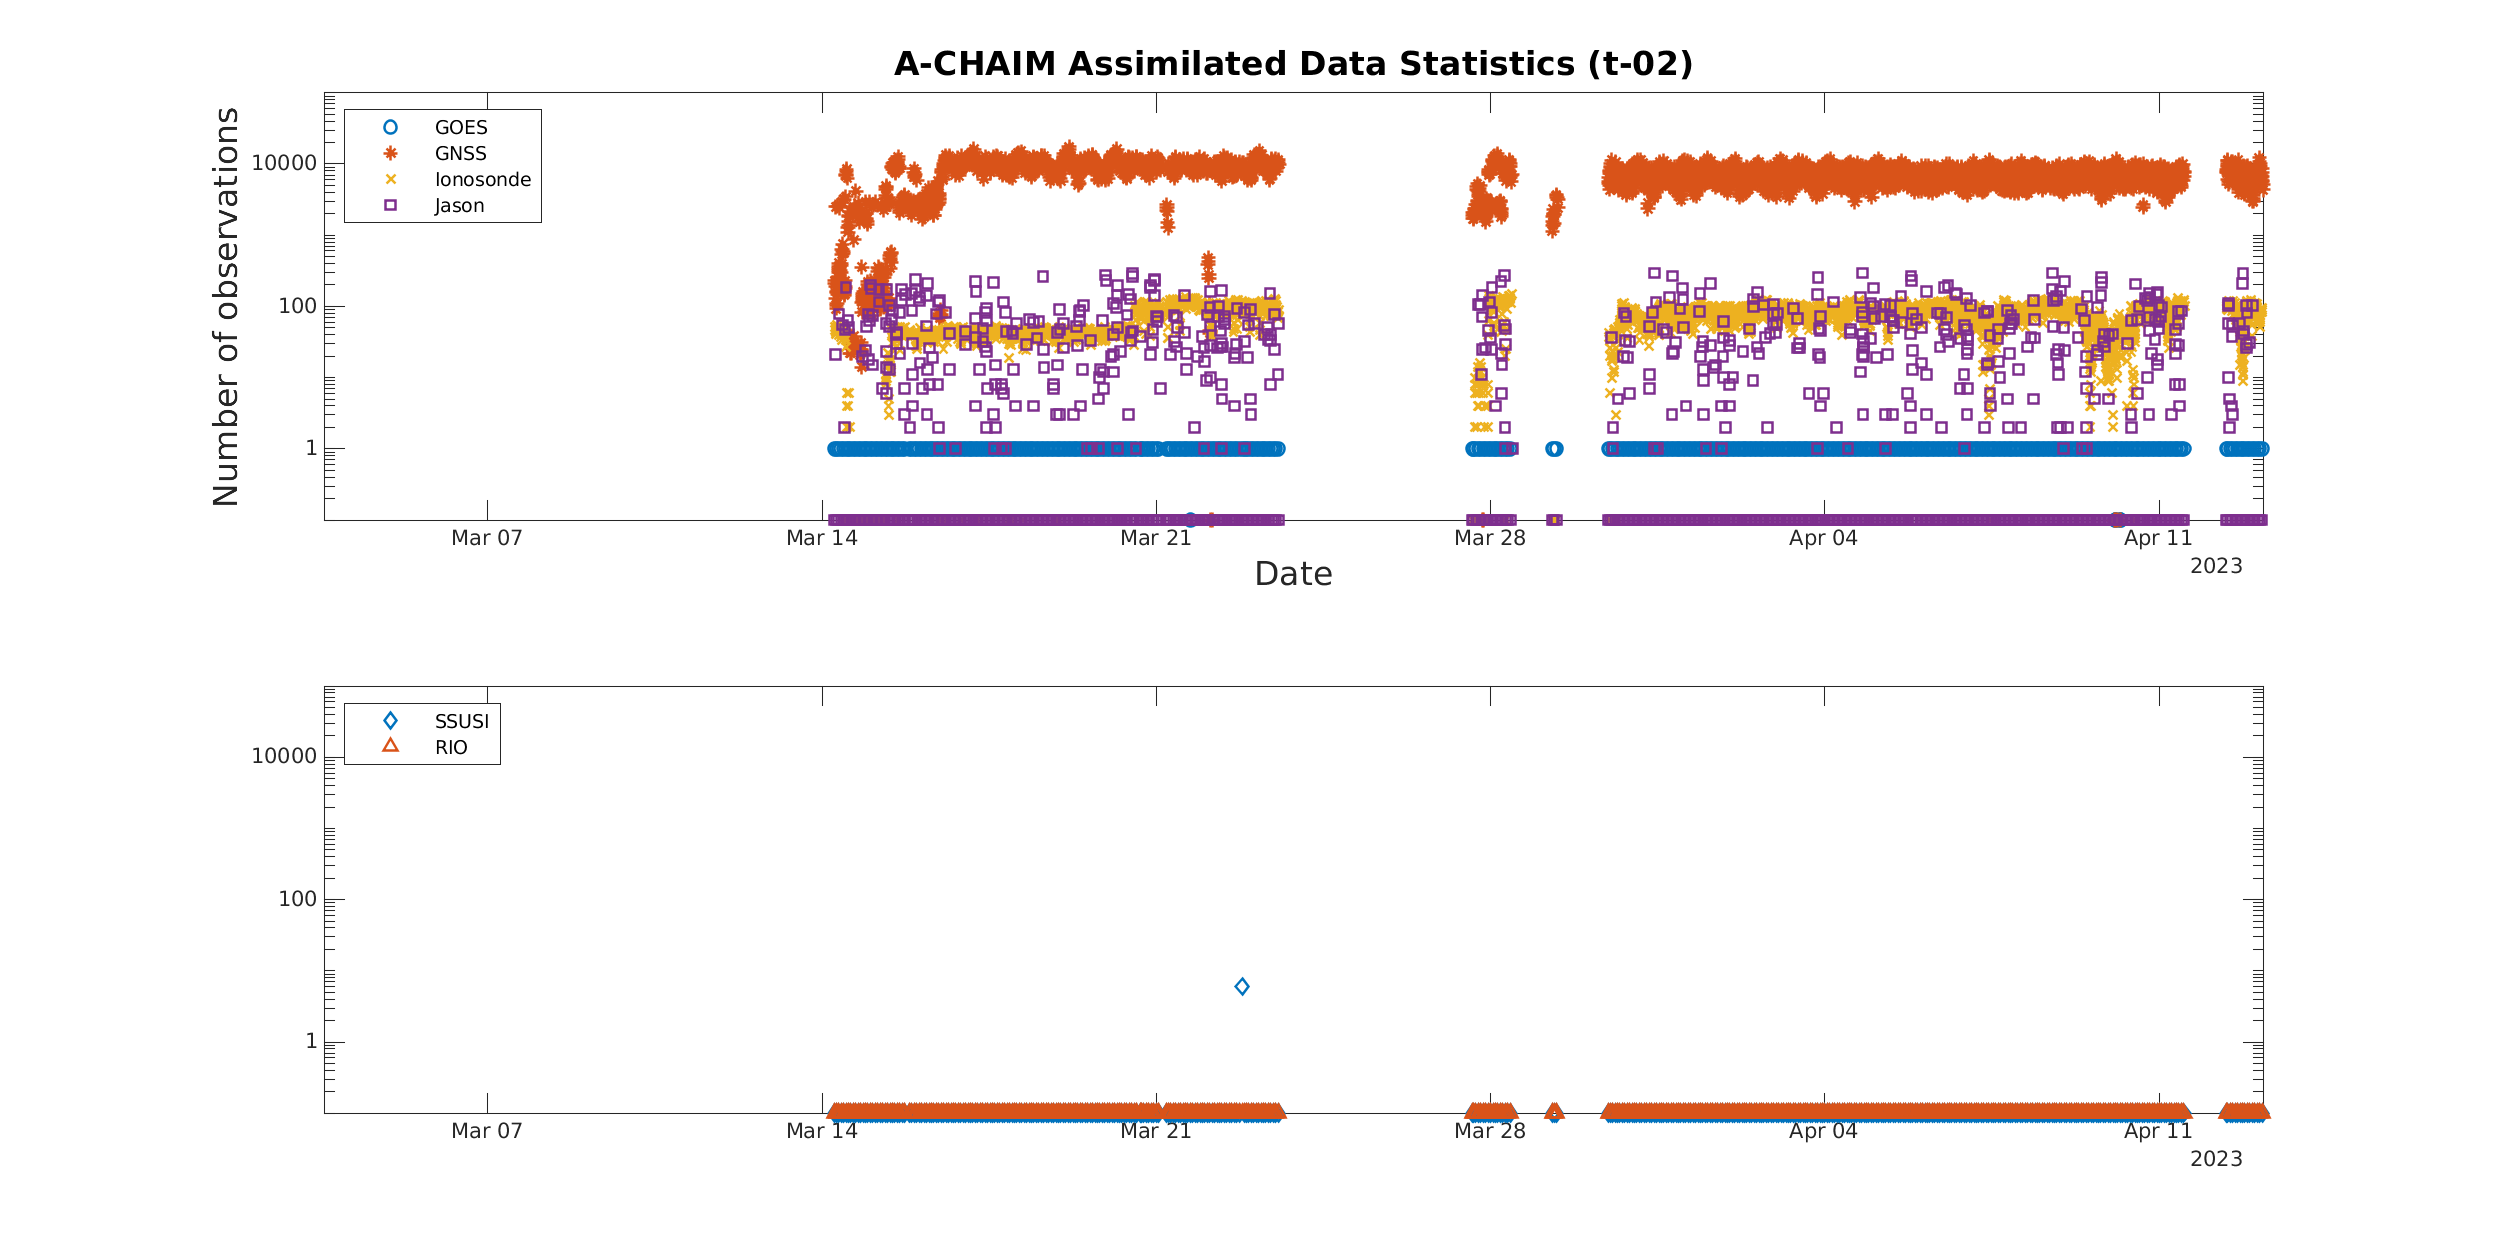 A-CHAIM Assimilated Data Statistics (t-02)
Number of observations
10000
100
1
GOES
GNSS
Ionosonde
Jason
Mar 07 Mar 14 Mar 21 Mar 28 Apr 04 Apr 11
2023
Date
10000
100
1
SSUSI
RIO
Mar 07 Mar 14 Mar 21 Mar 28 Apr 04 Apr 11
2023